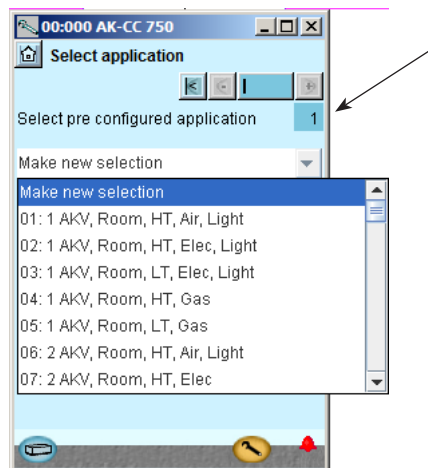 00:000 AK-CC 750
Select application
Select pre configured application 1
Make new selection
Make new selection
01: 1 AKV, Room, HT, Air, Light
02: 1 AKV, Room, HT, Elec, Light
03: 1 AKV, Room, LT, Elec, Light
04: 1 AKV, Room, HT, Gas
05: 1 AKV, Room, LT, Gas
06: 2 AKV, Room, HT, Air, Light
07: 2 AKV, Room, HT, Elec